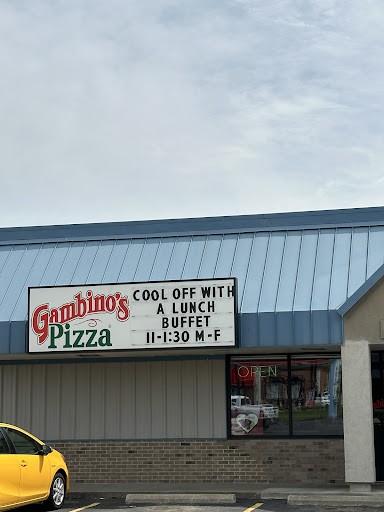 Gambino's
Pizza
COOL OFF WITH
A LUNCH
BUFFET
11-1:30 M-F
OPEN